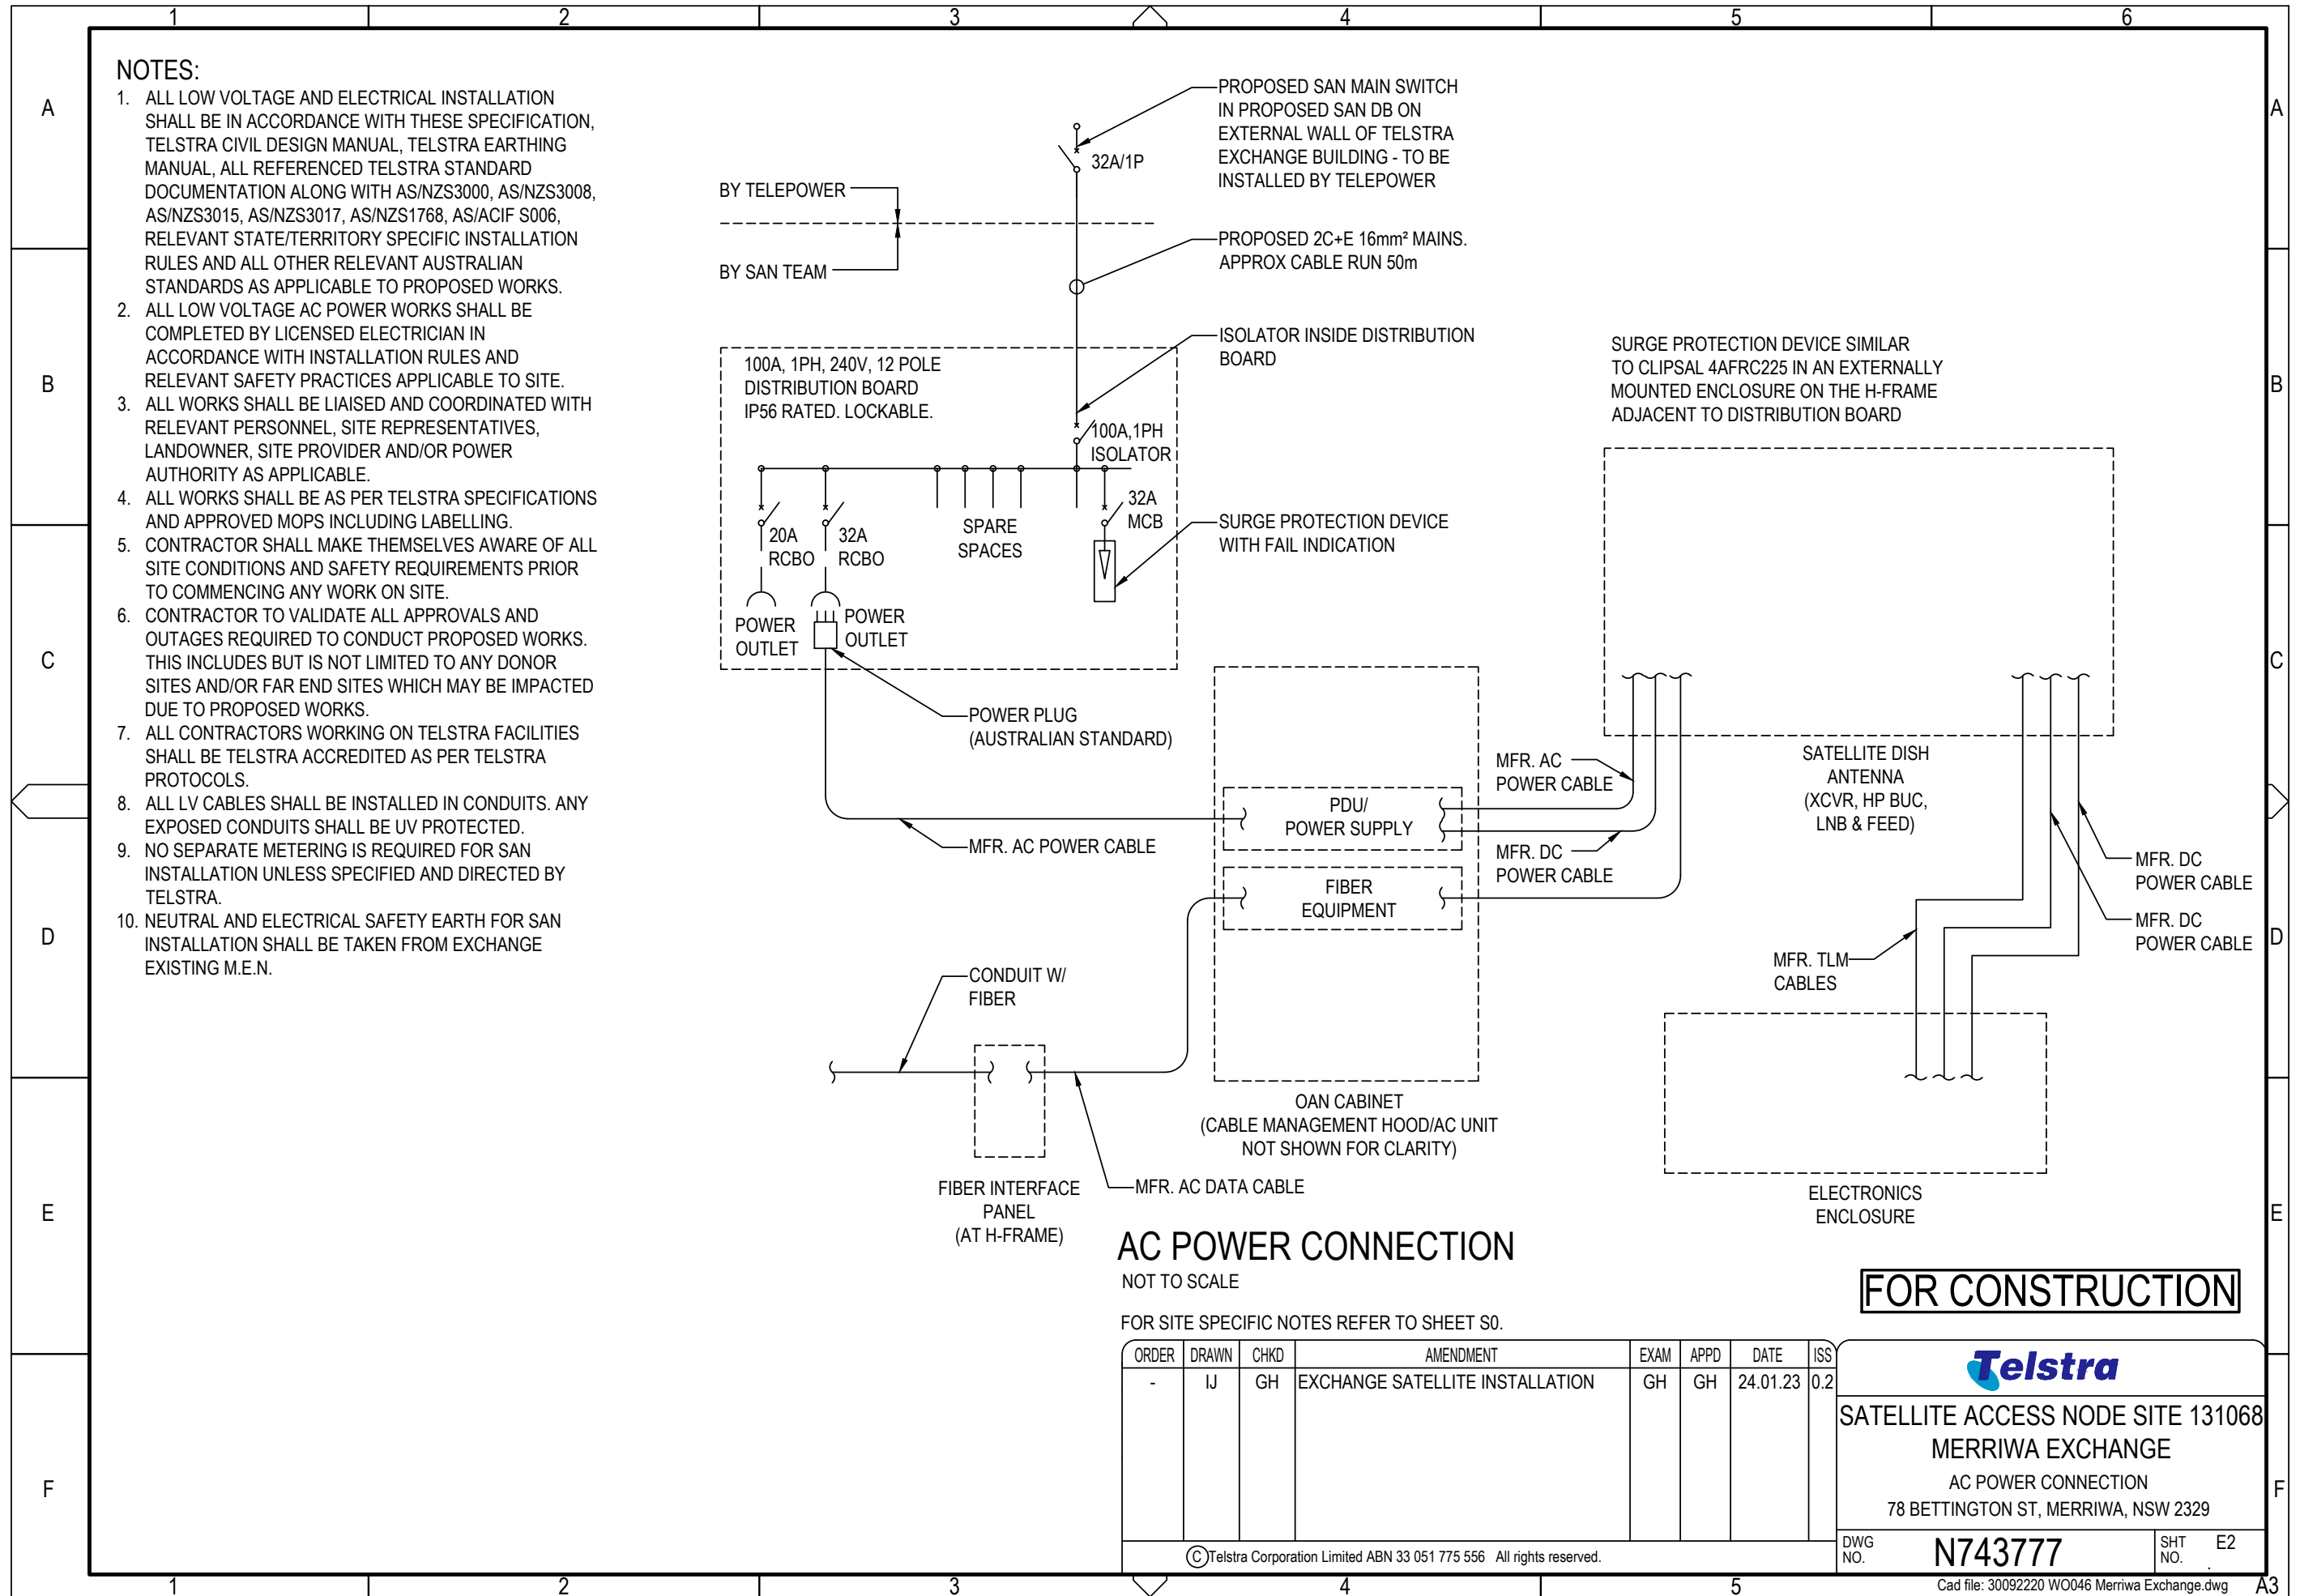 1 2 3 4 5 6
A A
B B
C C
D D
E E
F F
NOTES:
1. ALL LOW VOLTAGE AND ELECTRICAL INSTALLATION
SHALL BE IN ACCORDANCE WITH THESE SPECIFICATION,
TELSTRA CIVIL DESIGN MANUAL, TELSTRA EARTHING
MANUAL, ALL REFERENCED TELSTRA STANDARD
DOCUMENTATION ALONG WITH AS/NZS3000, AS/NZS3008,
AS/NZS3015, AS/NZS3017, AS/NZS1768, AS/ACIF S006,
RELEVANT STATE/TERRITORY SPECIFIC INSTALLATION
RULES AND ALL OTHER RELEVANT AUSTRALIAN
STANDARDS AS APPLICABLE TO PROPOSED WORKS.
2. ALL LOW VOLTAGE AC POWER WORKS SHALL BE
COMPLETED BY LICENSED ELECTRICIAN IN
ACCORDANCE WITH INSTALLATION RULES AND
RELEVANT SAFETY PRACTICES APPLICABLE TO SITE.
3. ALL WORKS SHALL BE LIAISED AND COORDINATED WITH
RELEVANT PERSONNEL, SITE REPRESENTATIVES,
LANDOWNER, SITE PROVIDER AND/OR POWER
AUTHORITY AS APPLICABLE.
4. ALL WORKS SHALL BE AS PER TELSTRA SPECIFICATIONS
AND APPROVED MOPS INCLUDING LABELLING.
5. CONTRACTOR SHALL MAKE THEMSELVES AWARE OF ALL
SITE CONDITIONS AND SAFETY REQUIREMENTS PRIOR
TO COMMENCING ANY WORK ON SITE.
6. CONTRACTOR TO VALIDATE ALL APPROVALS AND
OUTAGES REQUIRED TO CONDUCT PROPOSED WORKS.
THIS INCLUDES BUT IS NOT LIMITED TO ANY DONOR
SITES AND/OR FAR END SITES WHICH MAY BE IMPACTED
DUE TO PROPOSED WORKS.
7. ALL CONTRACTORS WORKING ON TELSTRA FACILITIES
SHALL BE TELSTRA ACCREDITED AS PER TELSTRA
PROTOCOLS.
8. ALL LV CABLES SHALL BE INSTALLED IN CONDUITS. ANY
EXPOSED CONDUITS SHALL BE UV PROTECTED.
9. NO SEPARATE METERING IS REQUIRED FOR SAN
INSTALLATION UNLESS SPECIFIED AND DIRECTED BY
TELSTRA.
10. NEUTRAL AND ELECTRICAL SAFETY EARTH FOR SAN
INSTALLATION SHALL BE TAKEN FROM EXCHANGE
EXISTING M.E.N.
PROPOSED SAN MAIN SWITCH
IN PROPOSED SAN DB ON
EXTERNAL WALL OF TELSTRA
EXCHANGE BUILDING - TO BE
INSTALLED BY TELEPOWER
32A/1P
BY TELEPOWER
BY SAN TEAM
PROPOSED 2C+E 16mm² MAINS.
APPROX CABLE RUN 50m
ISOLATOR INSIDE DISTRIBUTION
BOARD
100A, 1PH, 240V, 12 POLE
DISTRIBUTION BOARD
IP56 RATED. LOCKABLE.
100A,1PH
ISOLATOR
20A
RCBO
32A
RCBO
SPARE
SPACES
32A
MCB
SURGE PROTECTION DEVICE
WITH FAIL INDICATION
POWER
OUTLET
POWER
OUTLET
POWER PLUG
(AUSTRALIAN STANDARD)
MFR. AC POWER CABLE
CONDUIT W/
FIBER
FIBER INTERFACE
PANEL
(AT H-FRAME)
MFR. AC DATA CABLE
PDU/
POWER SUPPLY
FIBER
EQUIPMENT
OAN CABINET
(CABLE MANAGEMENT HOOD/AC UNIT
NOT SHOWN FOR CLARITY)
SURGE PROTECTION DEVICE SIMILAR
TO CLIPSAL 4AFRC225 IN AN EXTERNALLY
MOUNTED ENCLOSURE ON THE H-FRAME
ADJACENT TO DISTRIBUTION BOARD
MFR. AC
POWER CABLE
MFR. DC
POWER CABLE
SATELLITE DISH
ANTENNA
(XCVR, HP BUC,
LNB & FEED)
MFR. DC
POWER CABLE
MFR. DC
POWER CABLE
MFR. TLM
CABLES
ELECTRONICS
ENCLOSURE
AC POWER CONNECTION
NOT TO SCALE
FOR CONSTRUCTION
FOR SITE SPECIFIC NOTES REFER TO SHEET S0.
ORDER DRAWN CHKD AMENDMENT EXAM APPD DATE ISS
- IJ GH EXCHANGE SATELLITE INSTALLATION GH GH 24.01.23 0.2
©Telstra Corporation Limited ABN 33 051 775 556 All rights reserved.
Telstra
SATELLITE ACCESS NODE SITE 131068
MERRIWA EXCHANGE
AC POWER CONNECTION
78 BETTINGTON ST, MERRIWA, NSW 2329
DWG
NO.
N743777
SHT
NO.
E2
Cad file: 30092220 WO046 Merriwa Exchange.dwg
A3
1 2 3 4 5